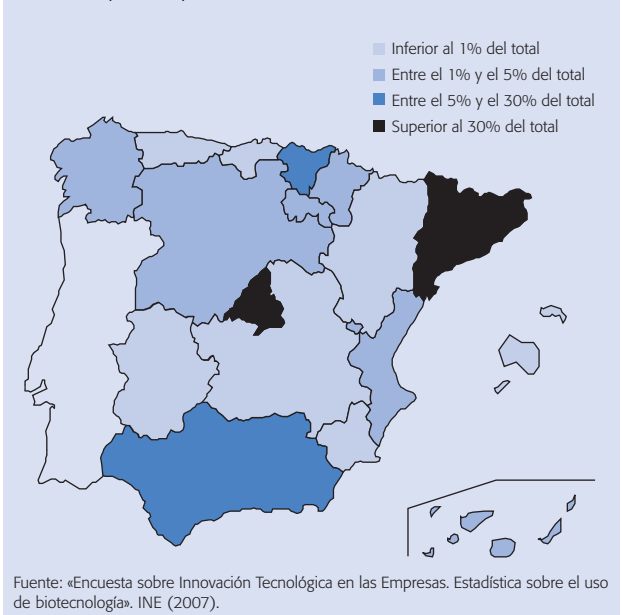 Inferior al 1% del total
Entre el 1% y el 5% del total
Entre el 5% y el 30% del total
Superior al 30% del total
Fuente: «Encuesta sobre Innovación Tecnológica en las Empresas. Estadística sobre el uso
de biotecnología». INE (2007).